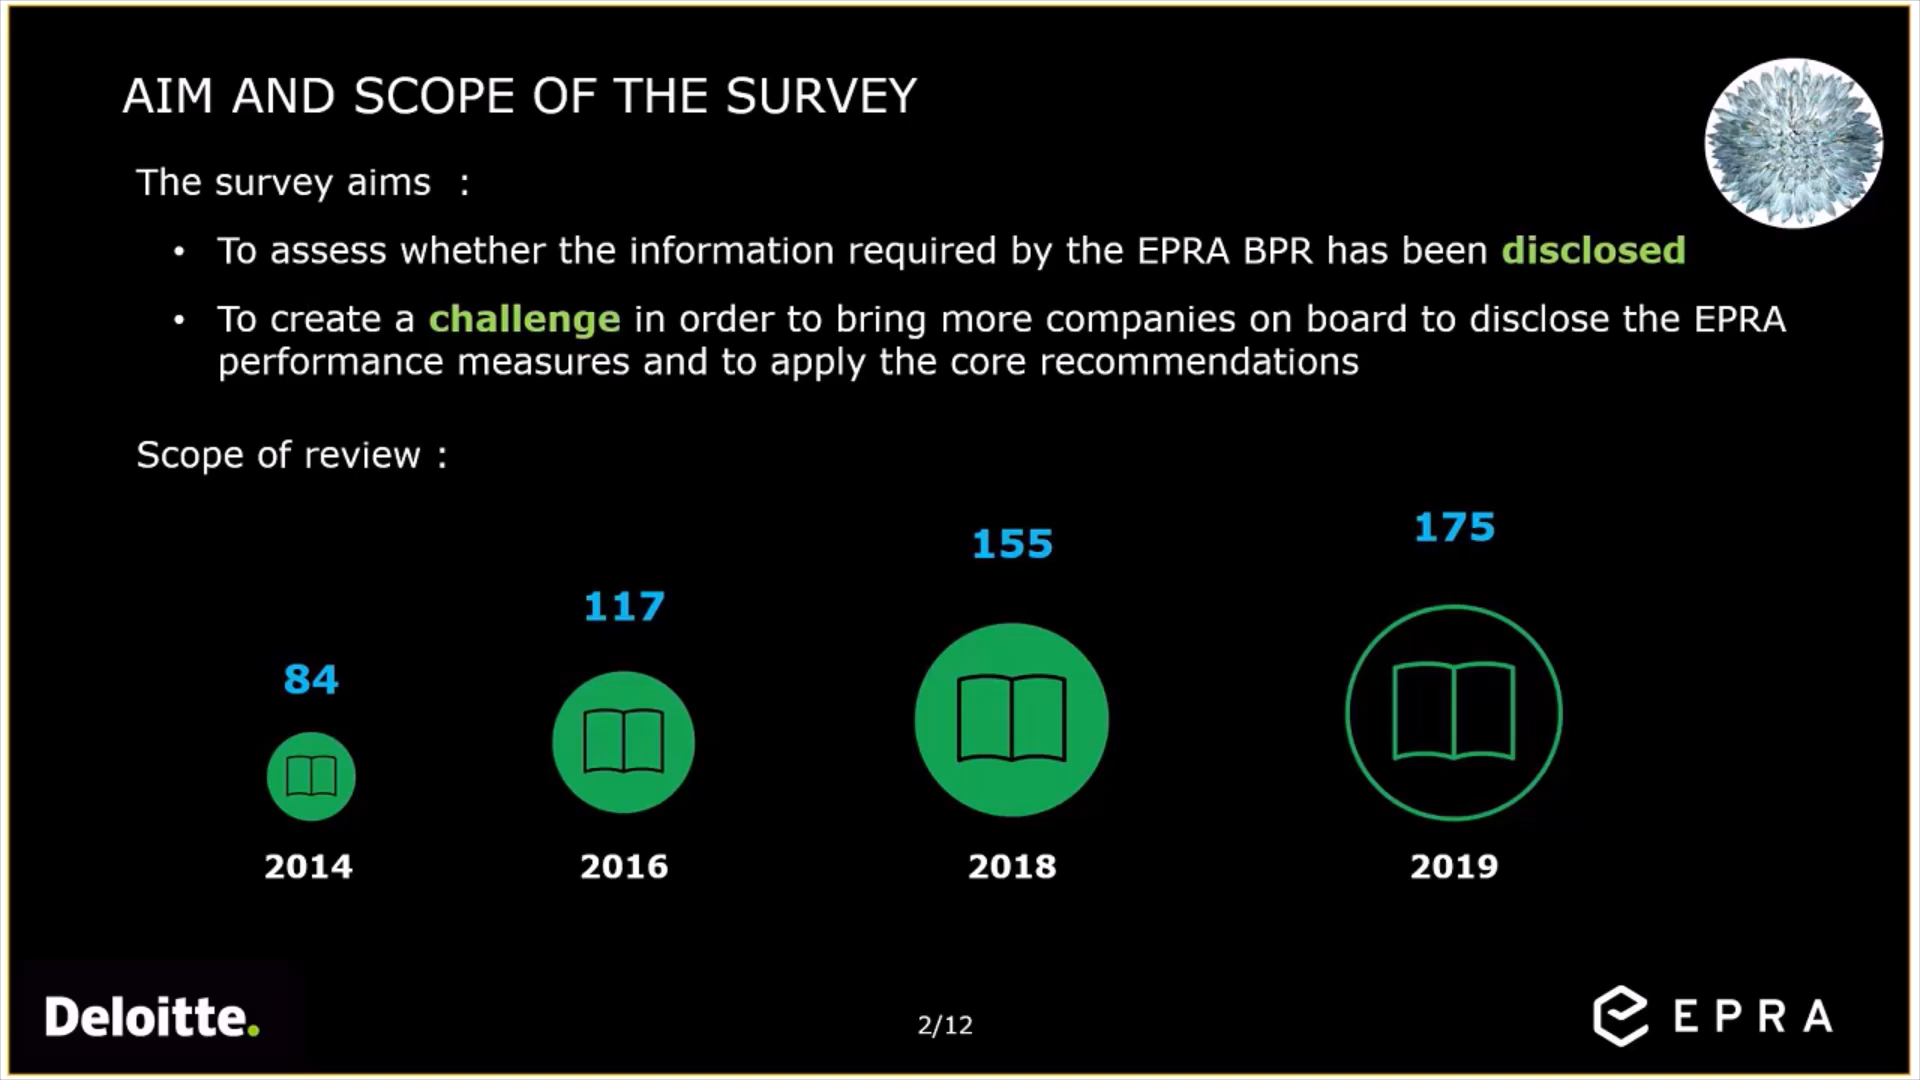 AIM AND SCOPE OF THE SURVEY
The survey aims  :
• To assess whether the information required by the EPRA BPR has been disclosed
• To create a challenge in order to bring more companies on board to disclose the EPRA
performance measures and to apply the core recommendations
Scope of review :
84
117
155
175
2014
2016
2018
2019
Deloitte.
2/12
EPRA